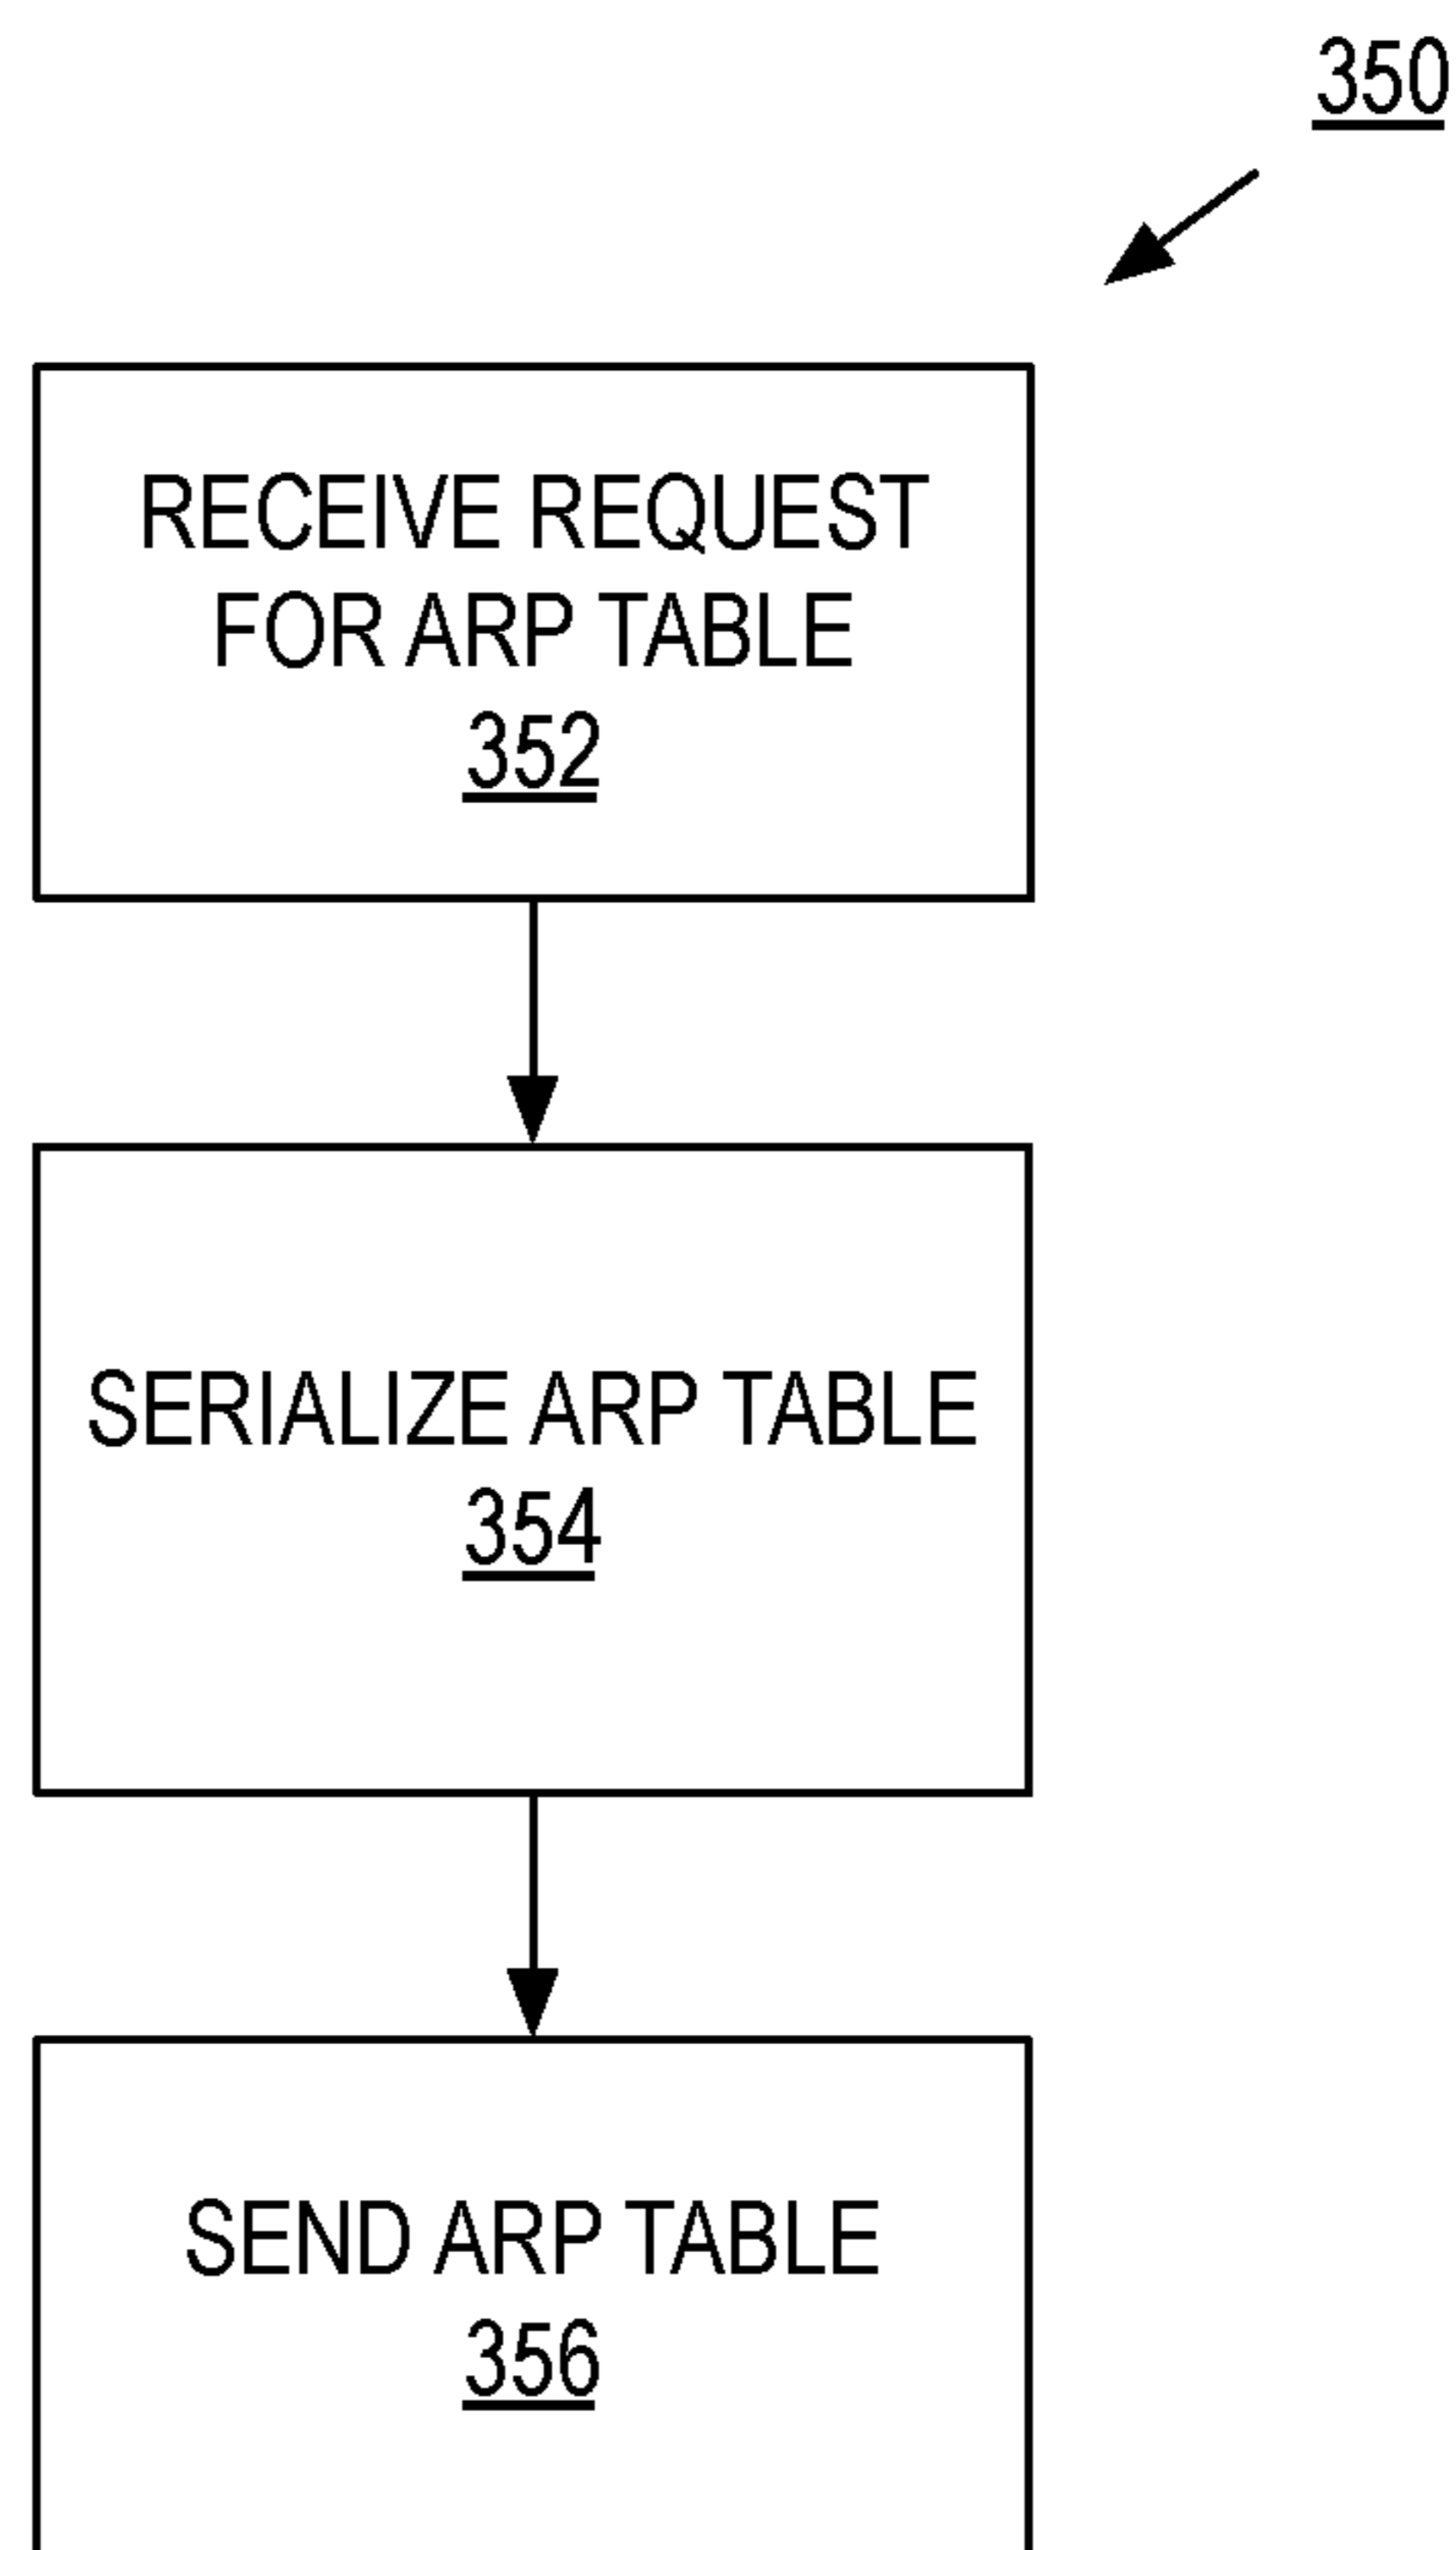 350
RECEIVE REQUEST
FOR ARP TABLE
352
SERIALIZE ARP TABLE
354
SEND ARP TABLE
356